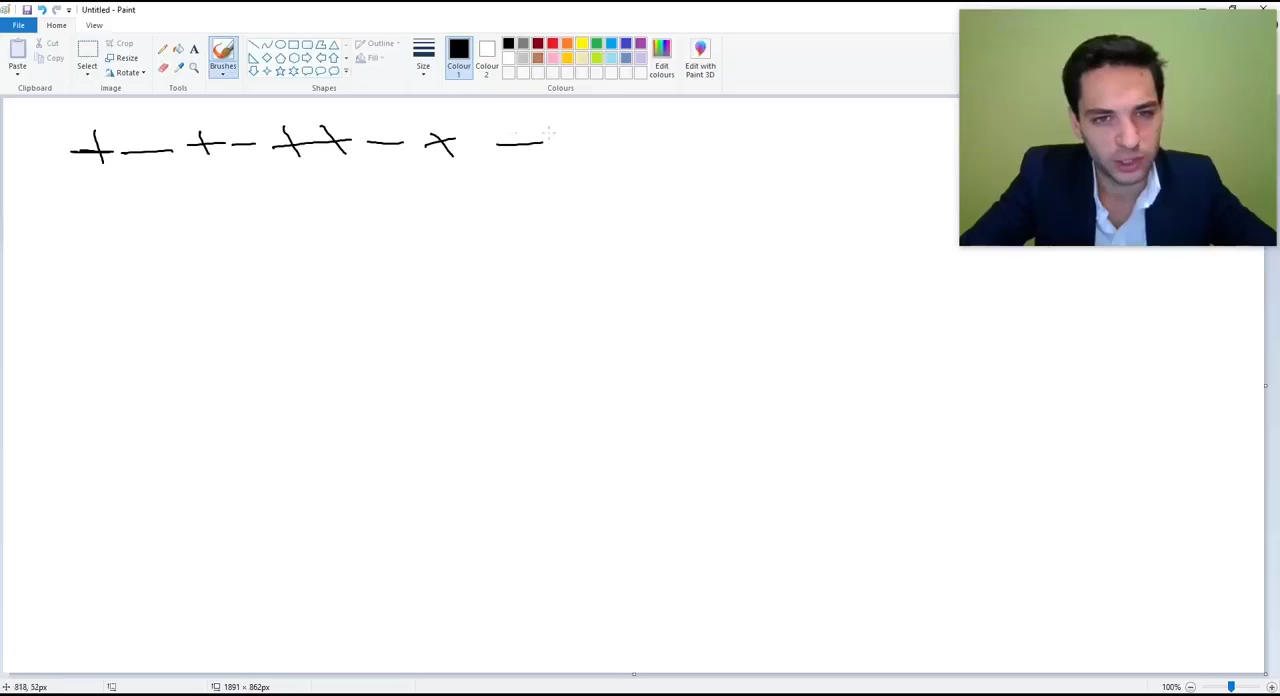 Untitled - Paint
File Home View
Paste Cut Copy Clipboard
Select Crop Resize Rotate Image
Tools
Brushes
Outline Fill Shapes
Size
Colour 1 Colour 2 Edit colours Edit with Paint 3D Colours
+ — + — + + — + —
818, 52px 1891 × 862px 100%